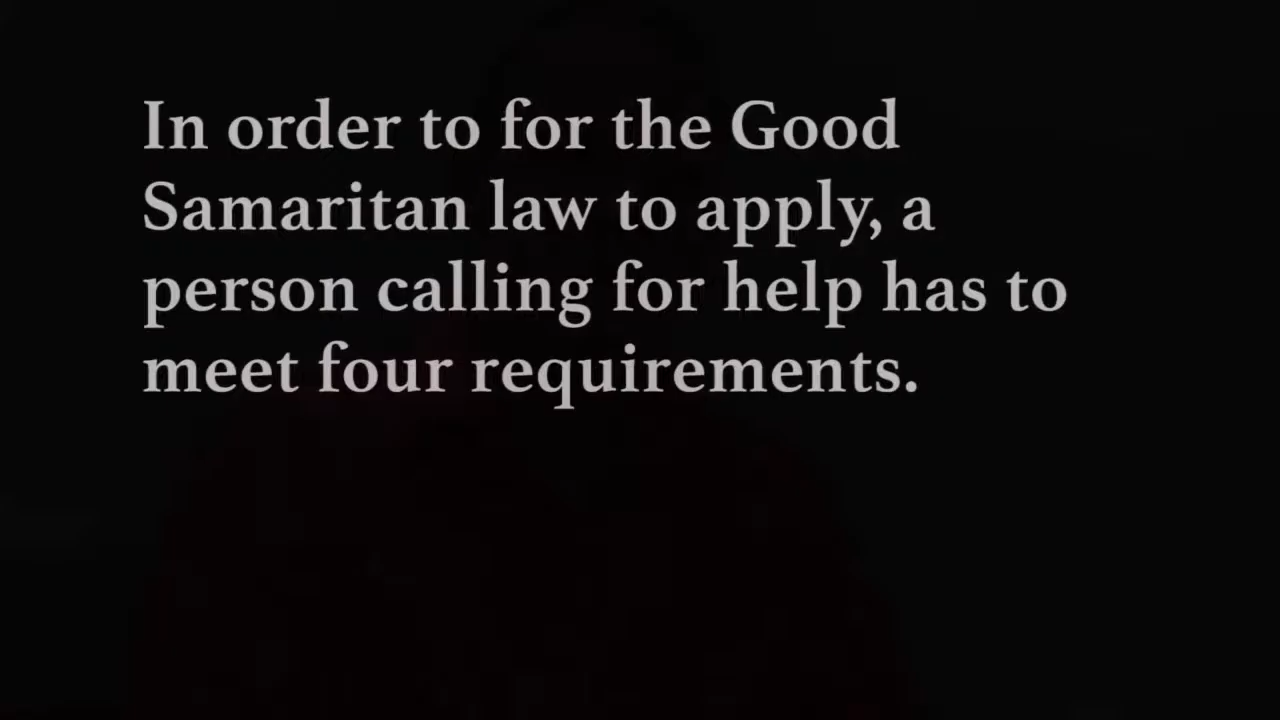 In order to for the Good
Samaritan law to apply, a
person calling for help has to
meet four requirements.